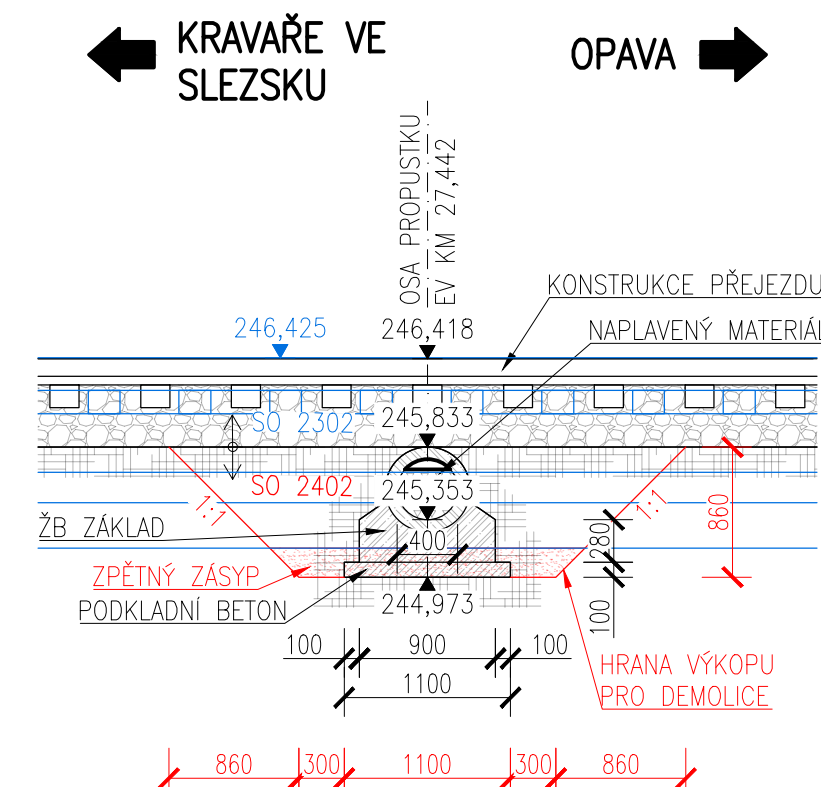 KRAVAŘE VE
SLEZSKU
OPAVA
OSA PROPUSTKU
EV KM 27,442
KONSTRUKCE PŘEJEZDU
246,425
246,418
NAPLAVENÝ MATERIÁL
SO 2302
245,833
SO 2402
245,353
1:1
1:1
860
ŽB ZÁKLAD
400
280
ZPĚTNÝ ZÁSYP
PODKLADNÍ BETON
244,973
100
100
900
100
1100
HRANA VÝKOPU
PRO DEMOLICE
860
300
1100
300
860